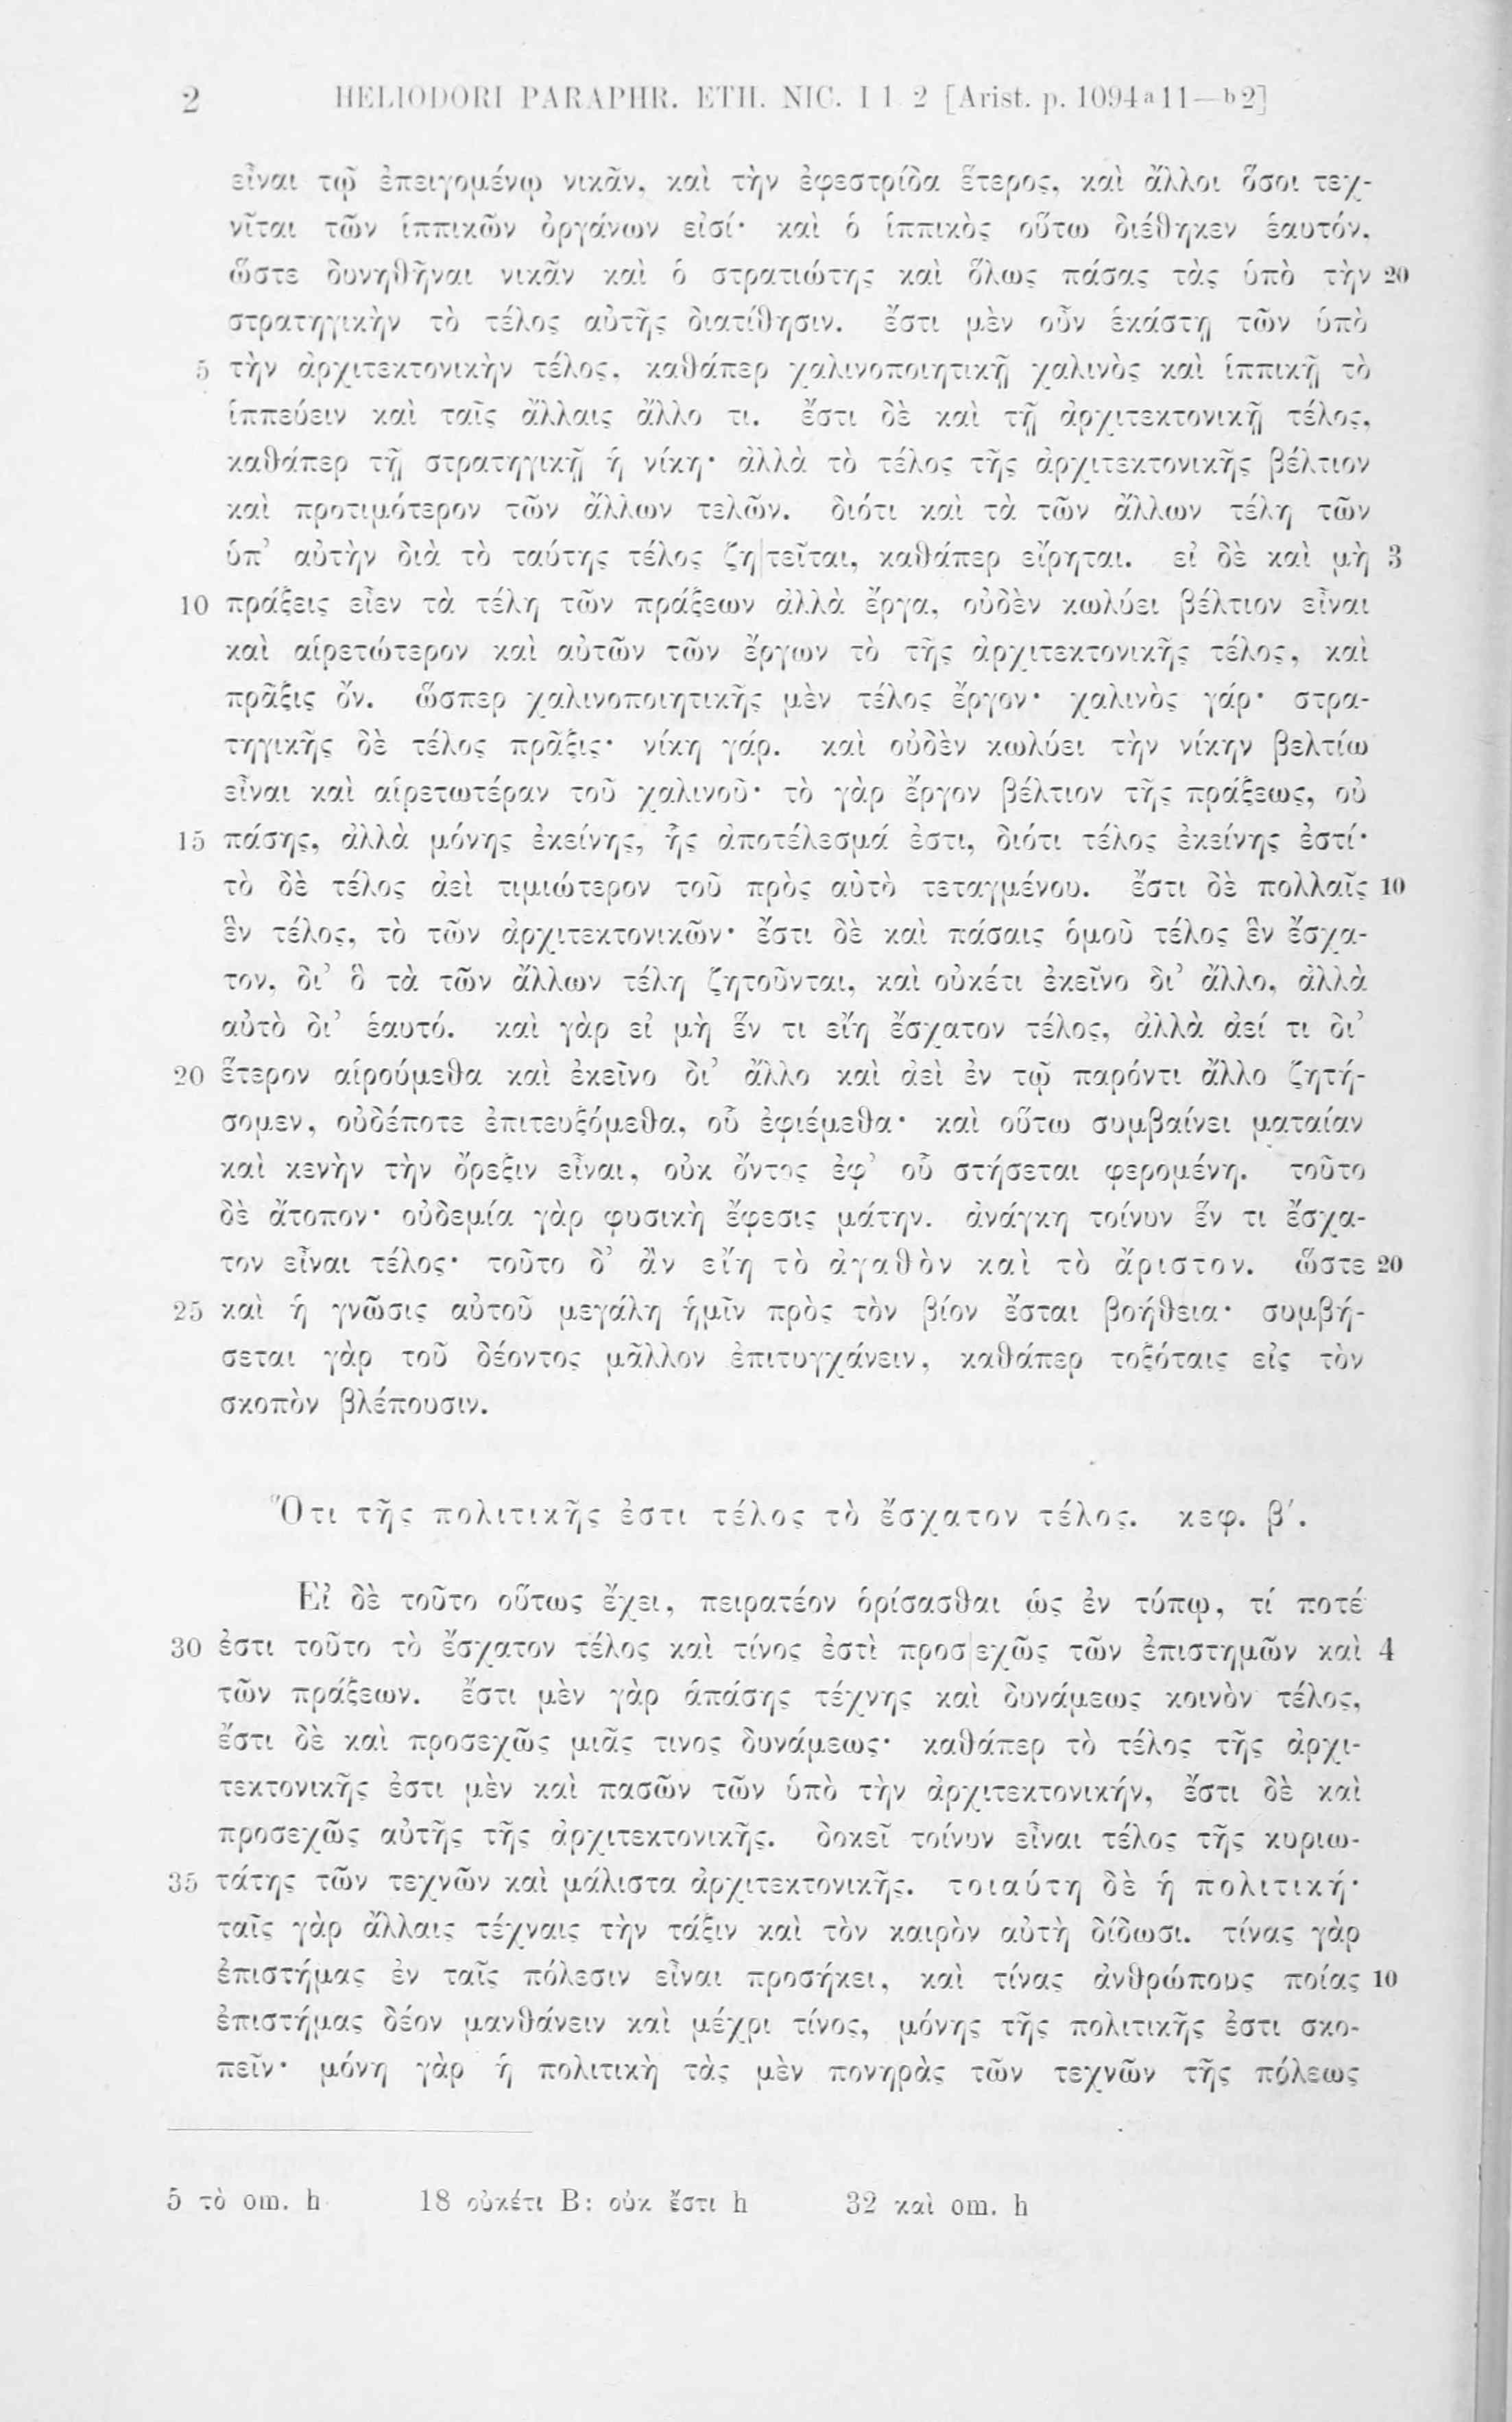 2 HELIODORI PARAPHR. ETH. NIC. I 1. 2 [Arist. p. 1094ᵃ11—ᵇ2]
εἶναι τῷ ἐπειγομένῳ νικᾶν, καὶ τὴν ἐφεστρίδα ἕτερος, καὶ ἄλλοι ὅσοι τεχ-
νῖται τῶν ἱππικῶν ὀργάνων εἰσί· καὶ ὁ ἱππικὸς οὕτω διέθηκεν ἑαυτόν,
ὥστε δυνηθῆναι νικᾶν καὶ ὁ στρατιώτης καὶ ὅλως πάσας τὰς ὑπὸ τὴν 20
στρατηγικὴν τὸ τέλος αὐτῆς διατίθησιν. ἔστι μὲν οὖν ἑκάστῃ τῶν ὑπὸ
5 τὴν ἀρχιτεκτονικὴν τέλος, καθάπερ χαλινοποιητικῇ χαλινὸς καὶ ἱππικῇ τὸ
ἱππεύειν καὶ ταῖς ἄλλαις ἄλλο τι. ἔστι δὲ καὶ τῇ ἀρχιτεκτονικῇ τέλος,
καθάπερ τῇ στρατηγικῇ ἡ νίκη· ἀλλὰ τὸ τέλος τῆς ἀρχιτεκτονικῆς βέλτιον
καὶ προτιμότερον τῶν ἄλλων τελῶν. διότι καὶ τὰ τῶν ἄλλων τέλη τῶν
ὑπ’ αὐτὴν διὰ τὸ ταύτης τέλος ζη|τεῖται, καθάπερ εἴρηται. εἰ δὲ καὶ μὴ 3
10 πράξεις εἶεν τὰ τέλη τῶν πράξεων ἀλλὰ ἔργα, οὐδὲν κωλύει βέλτιον εἶναι
καὶ αἱρετώτερον καὶ αὐτῶν τῶν ἔργων τὸ τῆς ἀρχιτεκτονικῆς τέλος, καὶ
πρᾶξις ὄν. ὥσπερ χαλινοποιητικῆς μὲν τέλος ἔργον· χαλινὸς γάρ· στρα-
τηγικῆς δὲ τέλος πρᾶξις· νίκη γάρ. καὶ οὐδὲν κωλύει τὴν νίκην βελτίω
εἶναι καὶ αἱρετωτέραν τοῦ χαλινοῦ· τὸ γὰρ ἔργον βέλτιον τῆς πράξεως, οὐ
15 πάσης, ἀλλὰ μόνης ἐκείνης, ἧς ἀποτέλεσμά ἐστι, διότι τέλος ἐκείνης ἐστί·
τὸ δὲ τέλος ἀεὶ τιμιώτερον τοῦ πρὸς αὐτὸ τεταγμένου. ἔστι δὲ πολλαῖς 10
ἓν τέλος, τὸ τῶν ἀρχιτεκτονικῶν· ἔστι δὲ καὶ πάσαις ὁμοῦ τέλος ἓν ἔσχα-
τον, δι’ ὃ τὰ τῶν ἄλλων τέλη ζητοῦνται, καὶ οὐκέτι ἐκεῖνο δι’ ἄλλο, ἀλλὰ
αὐτὸ δι’ ἑαυτό. καὶ γὰρ εἰ μὴ ἕν τι εἴη ἔσχατον τέλος, ἀλλὰ ἀεί τι δι’
20 ἕτερον αἱρούμεθα καὶ ἐκεῖνο δι’ ἄλλο καὶ ἀεὶ ἐν τῷ παρόντι ἄλλο ζητή-
σομεν, οὐδέποτε ἐπιτευξόμεθα, οὗ ἐφιέμεθα· καὶ οὕτω συμβαίνει ματαίαν
καὶ κενὴν τὴν ὄρεξιν εἶναι, οὐκ ὄντος ἐφ’ οὗ στήσεται φερομένη. τοῦτο
δὲ ἄτοπον· οὐδεμία γὰρ φυσικὴ ἔφεσις μάτην. ἀνάγκη τοίνυν ἕν τι ἔσχα-
τον εἶναι τέλος· τοῦτο δ’ ἂν εἴη τὸ ἀγαθὸν καὶ τὸ ἄριστον. ὥστε 20
25 καὶ ἡ γνῶσις αὐτοῦ μεγάλη ἡμῖν πρὸς τὸν βίον ἔσται βοήθεια· συμβή-
σεται γὰρ τοῦ δέοντος μᾶλλον ἐπιτυγχάνειν, καθάπερ τοξόταις εἰς τὸν
σκοπὸν βλέπουσιν.
Ὅτι τῆς πολιτικῆς ἐστι τέλος τὸ ἔσχατον τέλος. κεφ. β′.
Εἰ δὲ τοῦτο οὕτως ἔχει, πειρατέον ὁρίσασθαι ὡς ἐν τύπῳ, τί ποτέ
30 ἐστι τοῦτο τὸ ἔσχατον τέλος καὶ τίνος ἐστὶ προσ|εχῶς τῶν ἐπιστημῶν καὶ 4
τῶν πράξεων. ἔστι μὲν γὰρ ἁπάσης τέχνης καὶ δυνάμεως κοινὸν τέλος,
ἔστι δὲ καὶ προσεχῶς μιᾶς τινος δυνάμεως· καθάπερ τὸ τέλος τῆς ἀρχι-
τεκτονικῆς ἐστι μὲν καὶ πασῶν τῶν ὑπὸ τὴν ἀρχιτεκτονικήν, ἔστι δὲ καὶ
προσεχῶς αὐτῆς τῆς ἀρχιτεκτονικῆς. δοκεῖ τοίνυν εἶναι τέλος τῆς κυριω-
35 τάτης τῶν τεχνῶν καὶ μάλιστα ἀρχιτεκτονικῆς. τοιαύτη δὲ ἡ πολιτική·
ταῖς γὰρ ἄλλαις τέχναις τὴν τάξιν καὶ τὸν καιρὸν αὐτὴ δίδωσι. τίνας γὰρ
ἐπιστήμας ἐν ταῖς πόλεσιν εἶναι προσήκει, καὶ τίνας ἀνθρώπους ποίας 10
ἐπιστήμας δέον μανθάνειν καὶ μέχρι τίνος, μόνης τῆς πολιτικῆς ἐστι σκο-
πεῖν· μόνη γὰρ ἡ πολιτικὴ τὰς μὲν πονηρὰς τῶν τεχνῶν τῆς πόλεως
5 τὸ om. h 18 οὐκέτι B: οὐκ ἔστι h 32 καὶ om. h